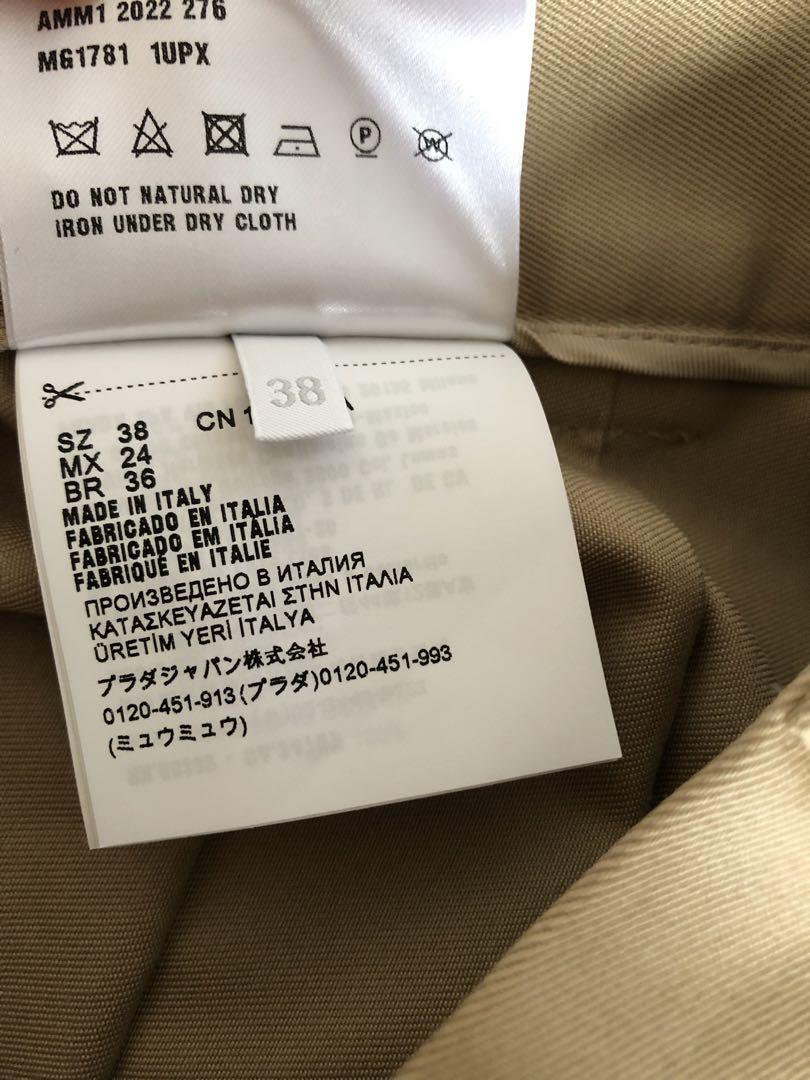 AMM1 2022 276
MG1781 1UPX
P
W
DO NOT NATURAL DRY
IRON UNDER DRY CLOTH
38
SZ 38 CN 1
MX 24
BR 36
MADE IN ITALY
FABRICADO EN ITALIA
FABRICADO EM ITÁLIA
FABRIQUÉ EN ITALIE
ПРОИЗВЕДЕНО В ИТАЛИЯ
ΚΑΤΑΣΚΕΥΑΖΕΤΑΙ ΣΤΗΝ ΙΤΑΛΙΑ
ÜRETİM YERİ İTALYA
プラダジャパン株式会社
0120-451-913(プラダ)0120-451-993
(ミュウミュウ)